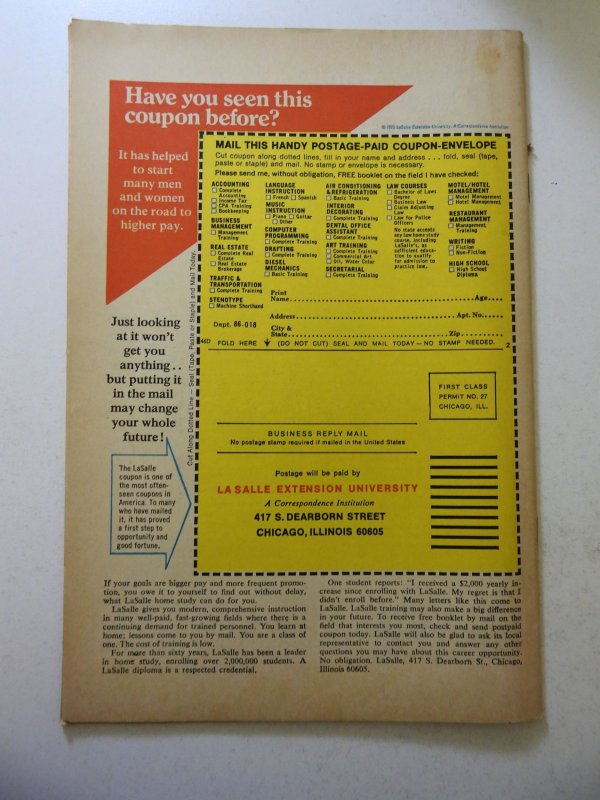 Have you seen this
coupon before?
© 1973 LaSalle Extension University, A Correspondence Institution
It has helped
to start
many men
and women
on the road to
higher pay.
MAIL THIS HANDY POSTAGE-PAID COUPON-ENVELOPE
Cut coupon along dotted lines, fill in your name and address . . . fold, seal (tape,
paste or staple) and mail. No stamp or envelope is necessary.
Please send me, without obligation, FREE booklet on the field I have checked:
ACCOUNTING
Complete
Accounting
Income Tax
CPA Training
Bookkeeping
BUSINESS
MANAGEMENT
Management
Training
REAL ESTATE
Complete Real
Estate
Real Estate
Brokerage
TRAFFIC &
TRANSPORTATION
Complete Training
STENOTYPE
Machine Shorthand
LANGUAGE
INSTRUCTION
French Spanish
MUSIC
INSTRUCTION
Piano Guitar
Other
COMPUTER
PROGRAMMING
Complete Training
DRAFTING
Complete Training
DIESEL
MECHANICS
Basic Training
AIR CONDITIONING
& REFRIGERATION
Basic Training
INTERIOR
DECORATING
Complete Training
DENTAL OFFICE
ASSISTANT
Complete Training
ART TRAINING
Complete Training
Commercial Art
Oil, Water Color
SECRETARIAL
Complete Training
LAW COURSES
Bachelor of Laws
Degree
Business Law
Claims Adjusting
Law
Law for Police
Officers
No state accepts
any law home study
course, including
LaSalle's, as
sufficient educa-
tion to qualify
for admission to
practice law.
MOTEL/HOTEL
MANAGEMENT
Motel Management
Hotel Management
RESTAURANT
MANAGEMENT
Management
Training
WRITING
Fiction
Non-Fiction
HIGH SCHOOL
High School
Diploma
Print
Name Age
Address Apt. No.
Dept. 86-018
City &
State Zip
46D FOLD HERE (DO NOT CUT) SEAL AND MAIL TODAY—NO STAMP NEEDED. 2
Cut Along Dotted Line — Seal (Tape, Paste or Staple) and Mail Today.
Just looking
at it won't
get you
anything . .
but putting it
in the mail
may change
your whole
future!
The LaSalle
coupon is one of
the most often-
seen coupons in
America. To many
who have mailed
it, it has proved
a first step to
opportunity and
good fortune.
FIRST CLASS
PERMIT NO. 27
CHICAGO, ILL.
BUSINESS REPLY MAIL
No postage stamp required if mailed in the United States
Postage will be paid by
LA SALLE EXTENSION UNIVERSITY
A Correspondence Institution
417 S. DEARBORN STREET
CHICAGO, ILLINOIS 60605
If your goals are bigger pay and more frequent promo-
tion, you owe it to yourself to find out without delay,
what LaSalle home study can do for you.
LaSalle gives you modern, comprehensive instruction
in many well-paid, fast-growing fields where there is a
continuing demand for trained personnel. You learn at
home; lessons come to you by mail. You are a class of
one. The cost of training is low.
For more than sixty years, LaSalle has been a leader
in home study, enrolling over 2,000,000 students. A
LaSalle diploma is a respected credential.
One student reports: "I received a $2,000 yearly in-
crease since enrolling with LaSalle. My regret is that I
didn't enroll before." Many letters like this come to
LaSalle. LaSalle training may also make a big difference
in your future. To receive free booklet by mail on the
field that interests you most, check and send postpaid
coupon today. LaSalle will also be glad to ask its local
representative to contact you and answer any other
questions you may have about this career opportunity.
No obligation. LaSalle, 417 S. Dearborn St., Chicago,
Illinois 60605.